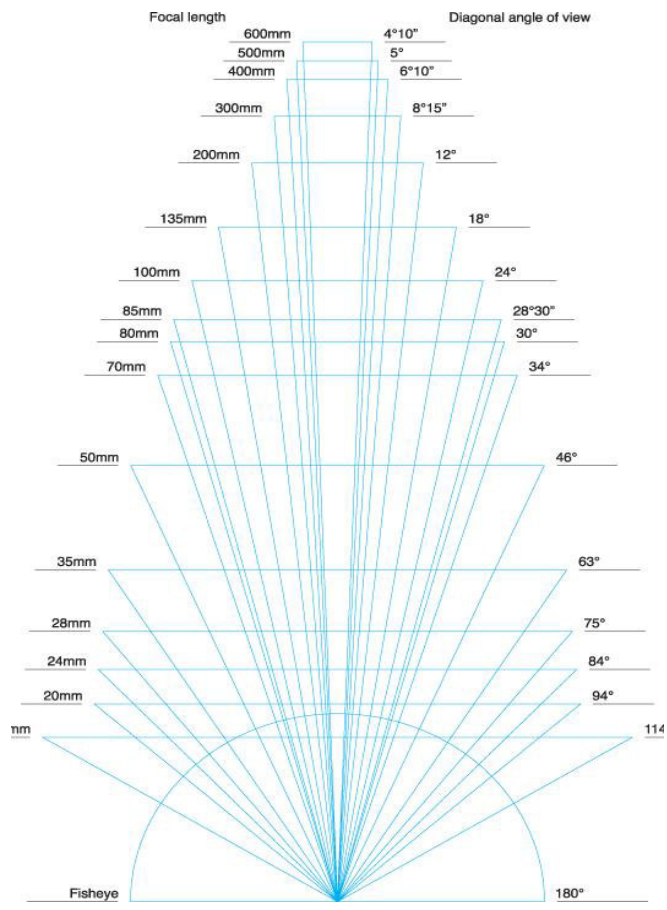 Focal length Diagonal angle of view
600mm 4°10"
500mm 5°
400mm 6°10"
300mm 8°15"
200mm 12°
135mm 18°
100mm 24°
85mm 28°30"
80mm 30°
70mm 34°
50mm 46°
35mm 63°
28mm 75°
24mm 84°
20mm 94°
mm 114
Fisheye 180°